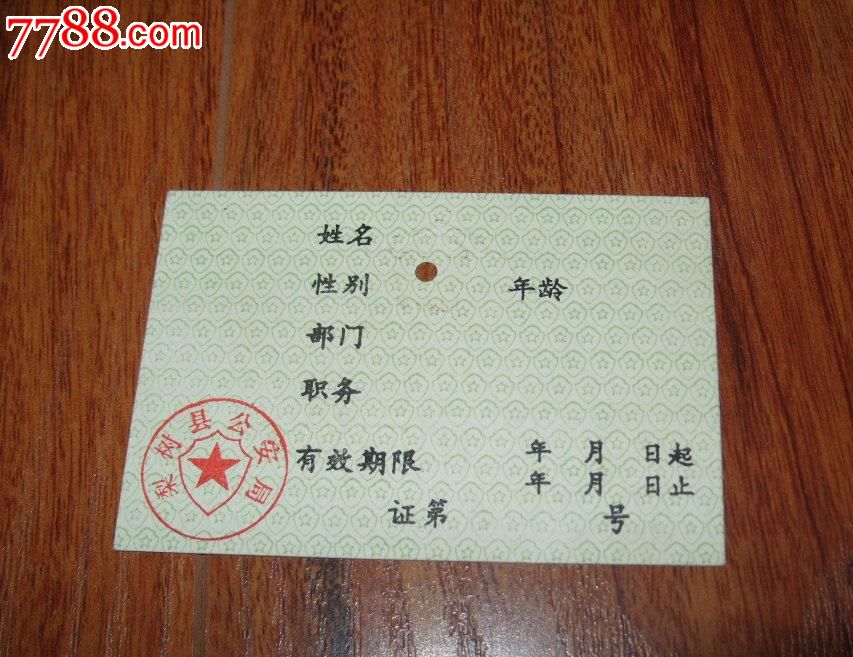 7788.com
姓名
性别 年龄
部门
职务
有效期限 年 月 日起
年 月 日止
证第 号
梨树县公安局